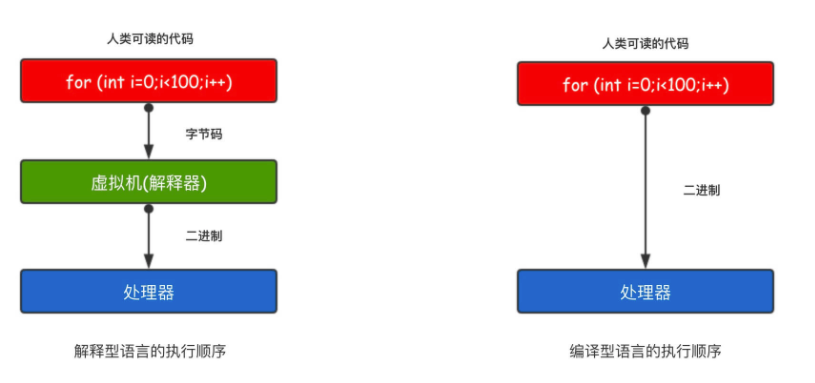 人类可读的代码
for (int i=0;i<100;i++)
字节码
虚拟机(解释器)
二进制
处理器
解释型语言的执行顺序
人类可读的代码
for (int i=0;i<100;i++)
二进制
处理器
编译型语言的执行顺序